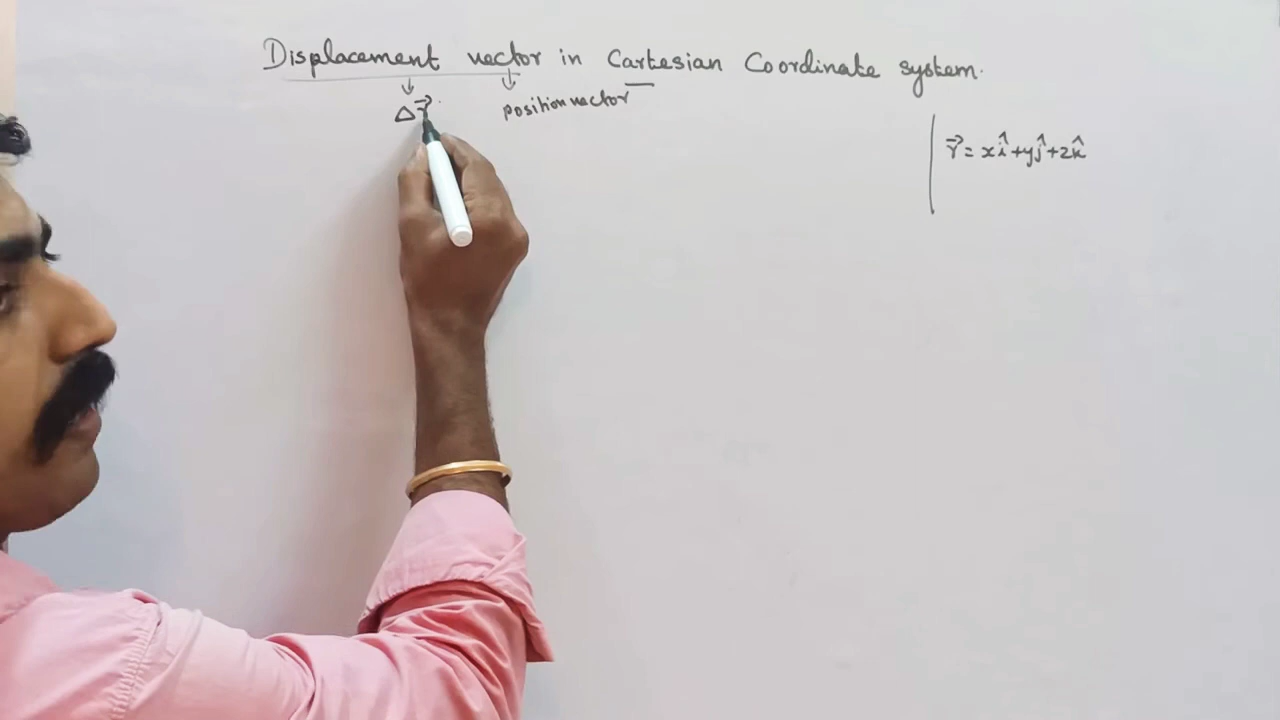 Displacement vector in Cartesian Coordinate system.
↓ ↓
Δr⃗ position vector
r⃗ = xî+yĵ+zk̂